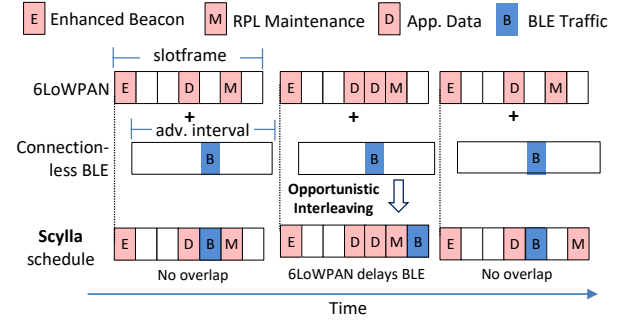 E Enhanced Beacon M RPL Maintenance D App. Data B BLE Traffic
slotframe
6LoWPAN E D M E D D M E D M
+ + +
adv. interval
Connection-
less BLE B B B
Opportunistic
Interleaving
Scylla
schedule E D B M E D D M B E D B M
No overlap 6LoWPAN delays BLE No overlap
Time